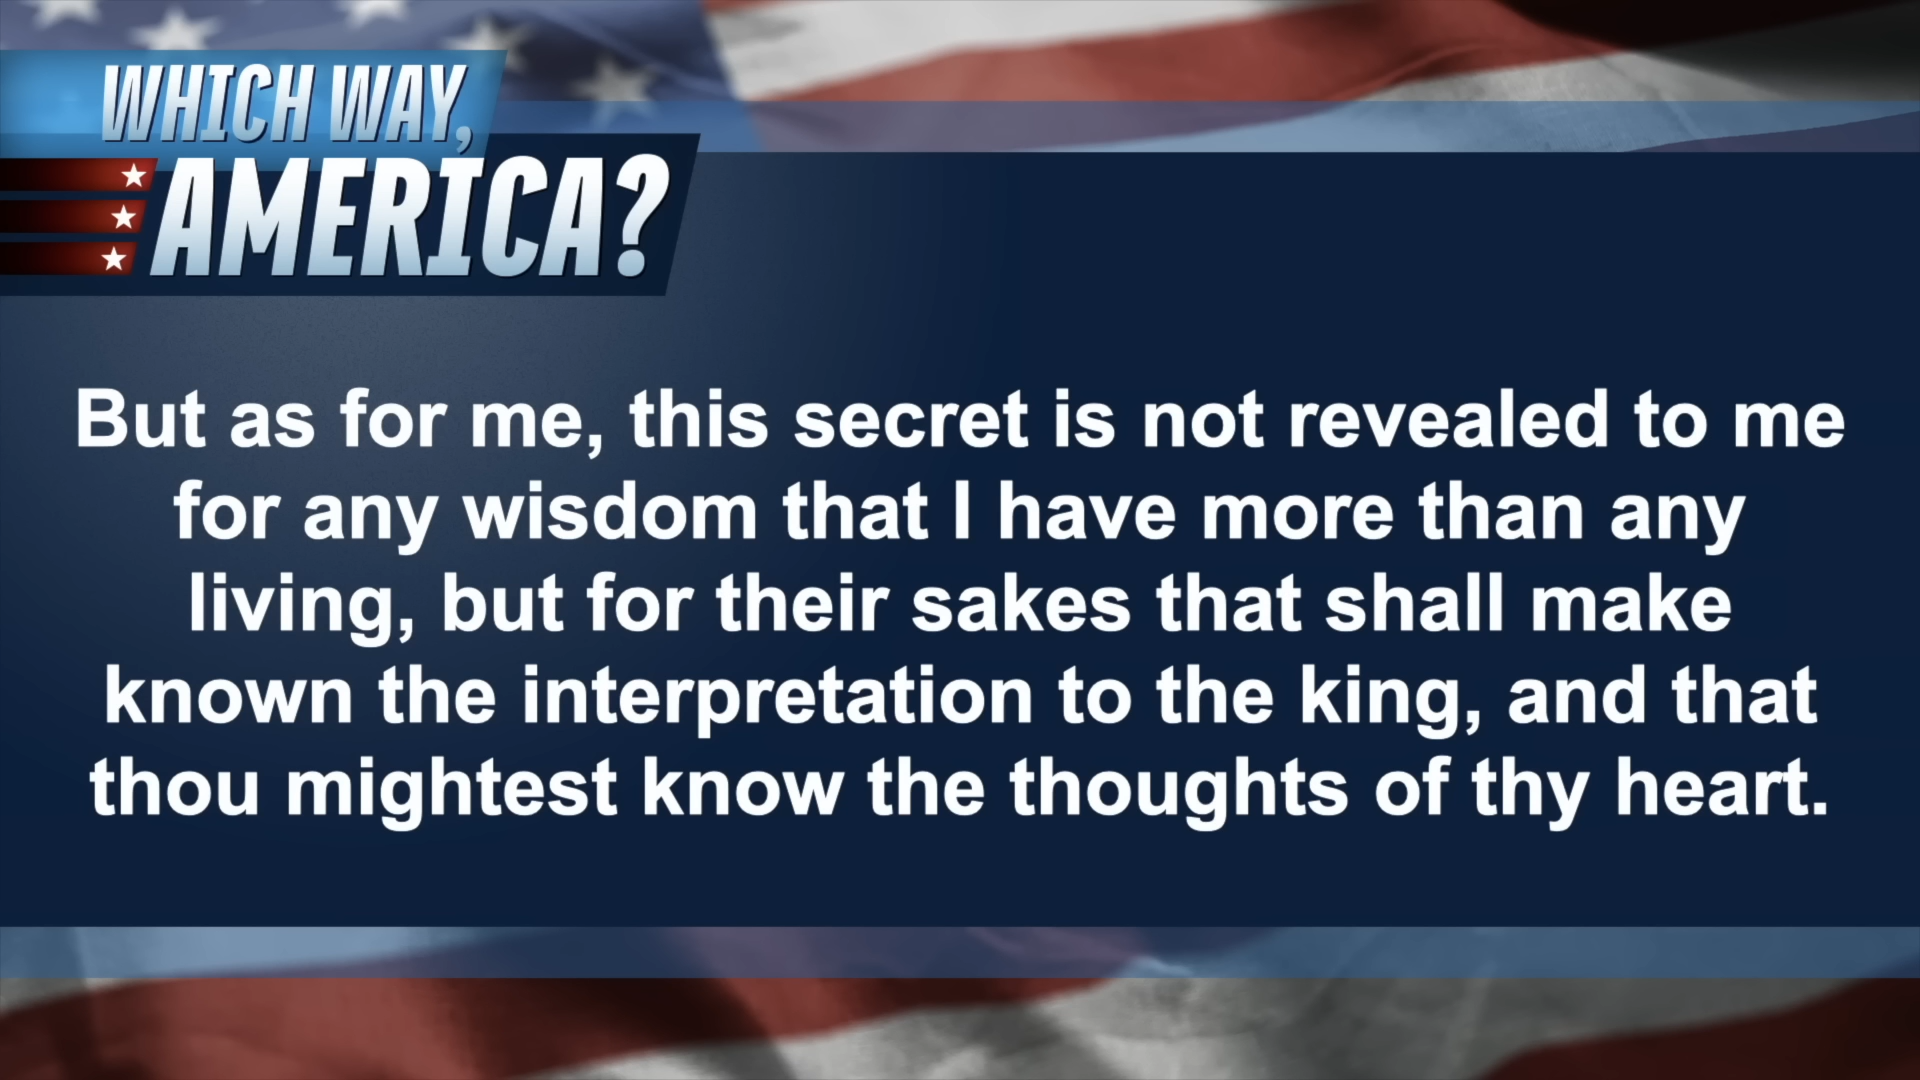 WHICH WAY,
AMERICA?
But as for me, this secret is not revealed to me
for any wisdom that I have more than any
living, but for their sakes that shall make
known the interpretation to the king, and that
thou mightest know the thoughts of thy heart.